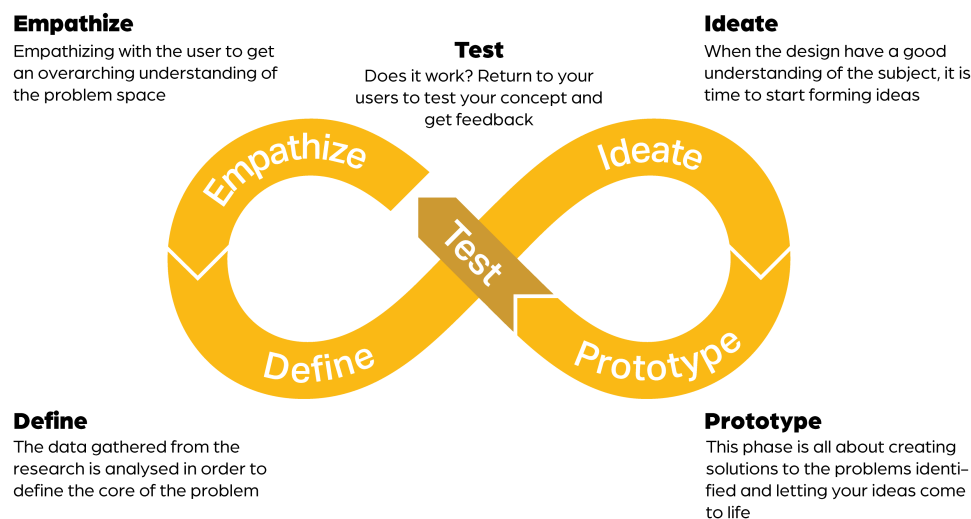 Empathize
Empathizing with the user to get
an overarching understanding of
the problem space
Test
Does it work? Return to your
users to test your concept and
get feedback
Ideate
When the design have a good
understanding of the subject, it is
time to start forming ideas
Empathize
Ideate
Test
Define
Prototype
Define
The data gathered from the
research is analysed in order to
define the core of the problem
Prototype
This phase is all about creating
solutions to the problems identi-
fied and letting your ideas come
to life